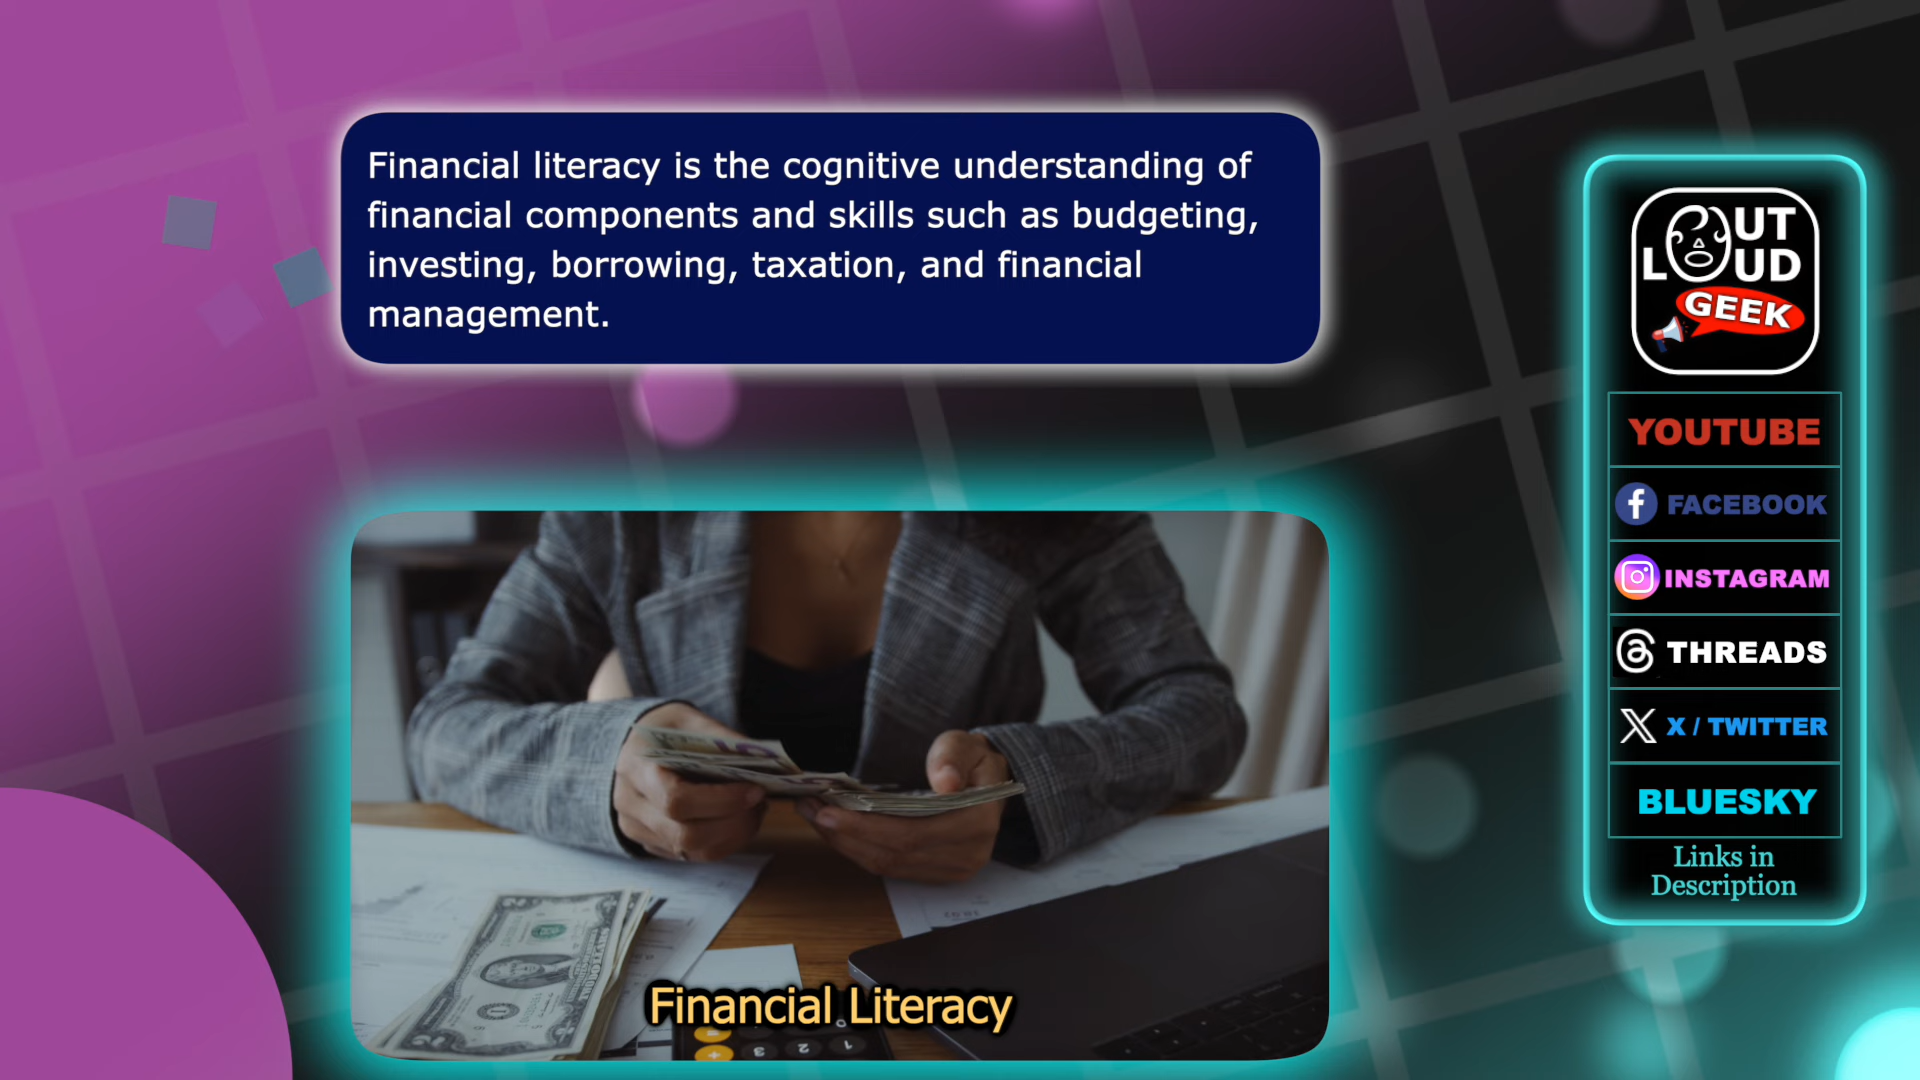 Financial literacy is the cognitive understanding of
financial components and skills such as budgeting,
investing, borrowing, taxation, and financial
management.
OUT
LOUD
GEEK
YOUTUBE
FACEBOOK
INSTAGRAM
THREADS
X / TWITTER
BLUESKY
Links in
Description
Financial Literacy